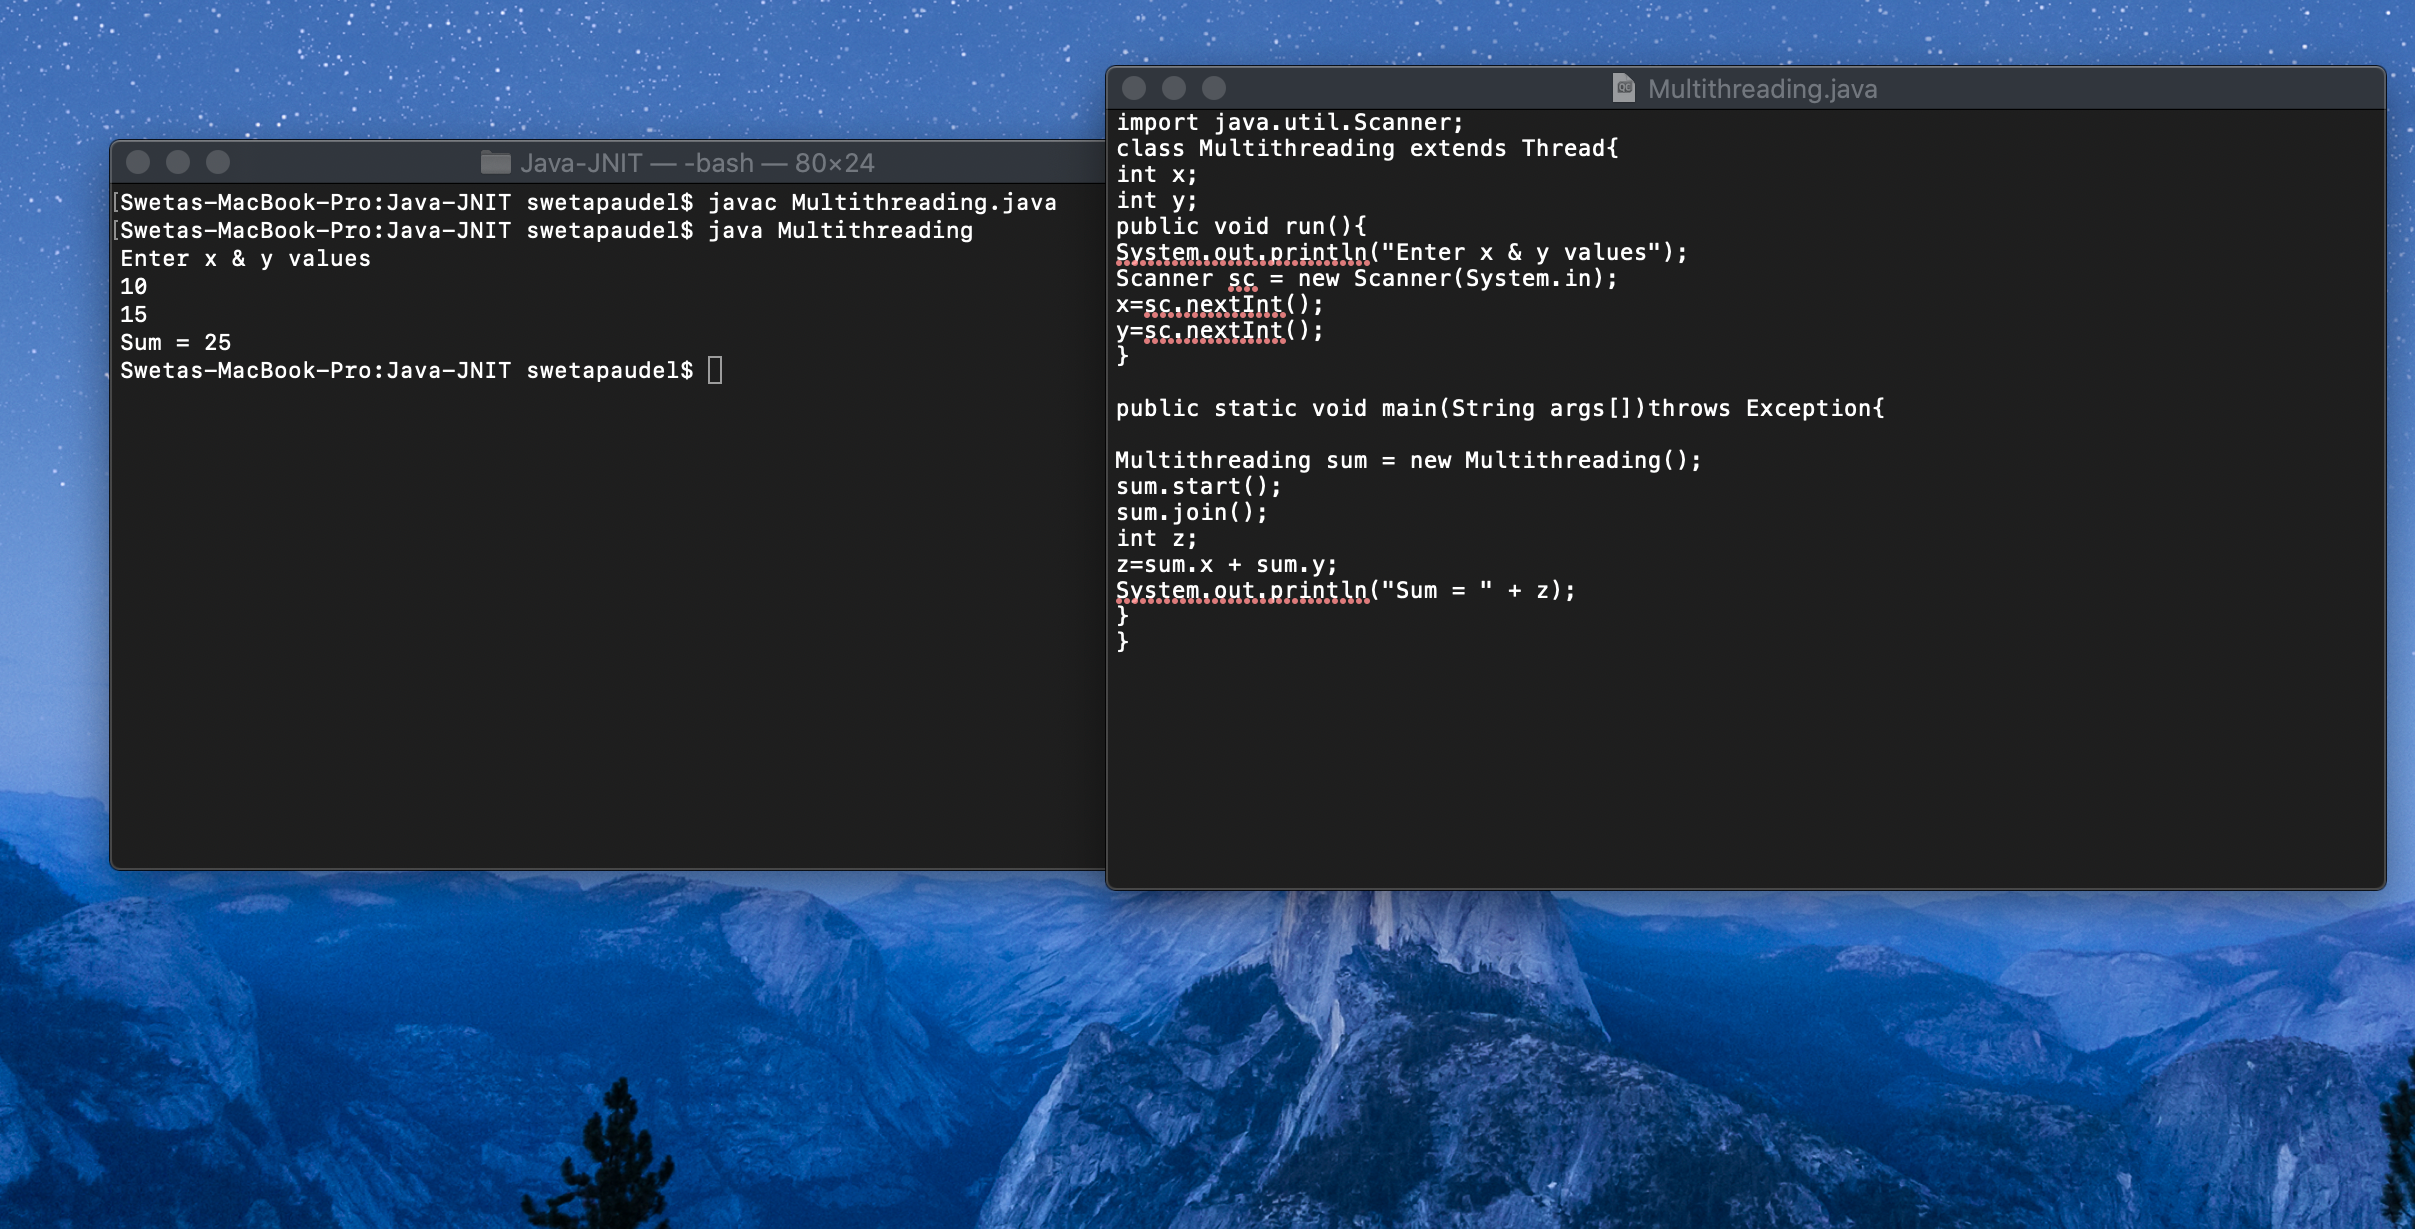 Java-JNIT — -bash — 80×24
[Swetas-MacBook-Pro:Java-JNIT swetapaudel$ javac Multithreading.java
[Swetas-MacBook-Pro:Java-JNIT swetapaudel$ java Multithreading
Enter x & y values
10
15
Sum = 25
Swetas-MacBook-Pro:Java-JNIT swetapaudel$
Multithreading.java
import java.util.Scanner;
class Multithreading extends Thread{
int x;
int y;
public void run(){
System.out.println("Enter x & y values");
Scanner sc = new Scanner(System.in);
x=sc.nextInt();
y=sc.nextInt();
}
public static void main(String args[])throws Exception{
Multithreading sum = new Multithreading();
sum.start();
sum.join();
int z;
z=sum.x + sum.y;
System.out.println("Sum = " + z);
}
}